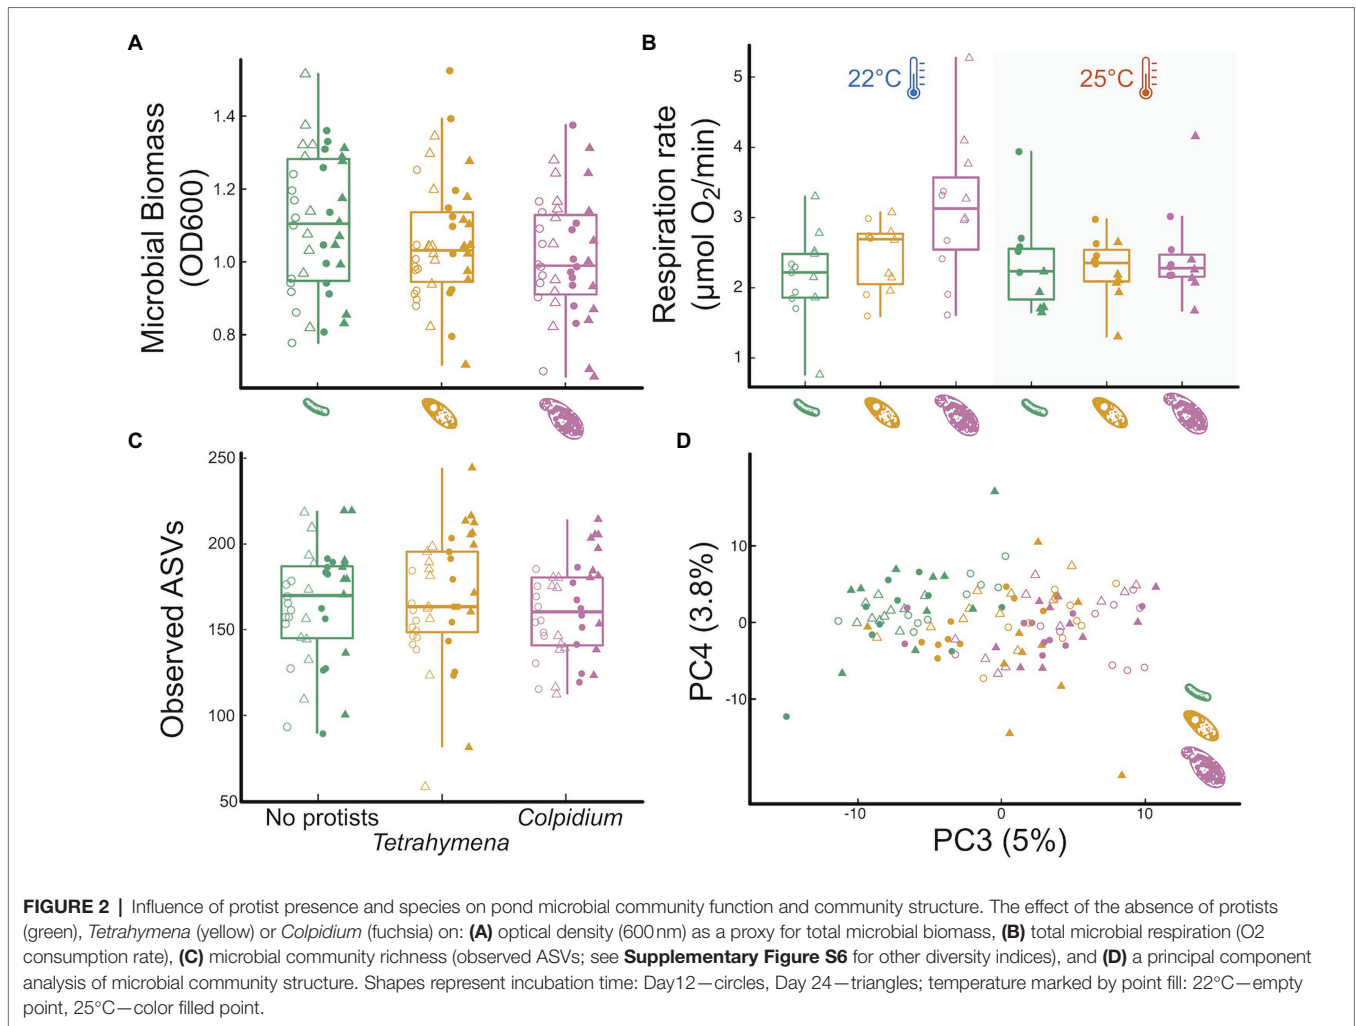 A
Microbial Biomass
(OD600)
1.4
1.2
1.0
0.8
B
Respiration rate
(µmol O2/min)
5
4
3
2
1
22°C
25°C
C
Observed ASVs
250
200
150
100
50
No protists
Tetrahymena
Colpidium
D
PC4 (3.8%)
10
0
-10
-10
0
10
PC3 (5%)
FIGURE 2 | Influence of protist presence and species on pond microbial community function and community structure. The effect of the absence of protists
(green), Tetrahymena (yellow) or Colpidium (fuchsia) on: (A) optical density (600 nm) as a proxy for total microbial biomass, (B) total microbial respiration (O2
consumption rate), (C) microbial community richness (observed ASVs; see Supplementary Figure S6 for other diversity indices), and (D) a principal component
analysis of microbial community structure. Shapes represent incubation time: Day12—circles, Day 24—triangles; temperature marked by point fill: 22°C—empty
point, 25°C—color filled point.